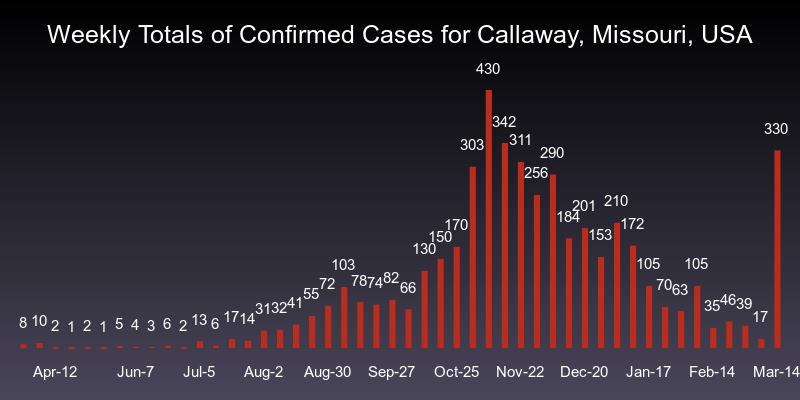 Weekly Totals of Confirmed Cases for Callaway, Missouri, USA
8 10 2 1 2 1 5 4 3 6 2 13 6 17 14 31 32 41 55 72 103 78 74 82 66 130 150 170 303 430 342 311 256 290 184 201 153 210 172 105 70 63 105 35 46 39 17 330
Apr-12 Jun-7 Jul-5 Aug-2 Aug-30 Sep-27 Oct-25 Nov-22 Dec-20 Jan-17 Feb-14 Mar-14